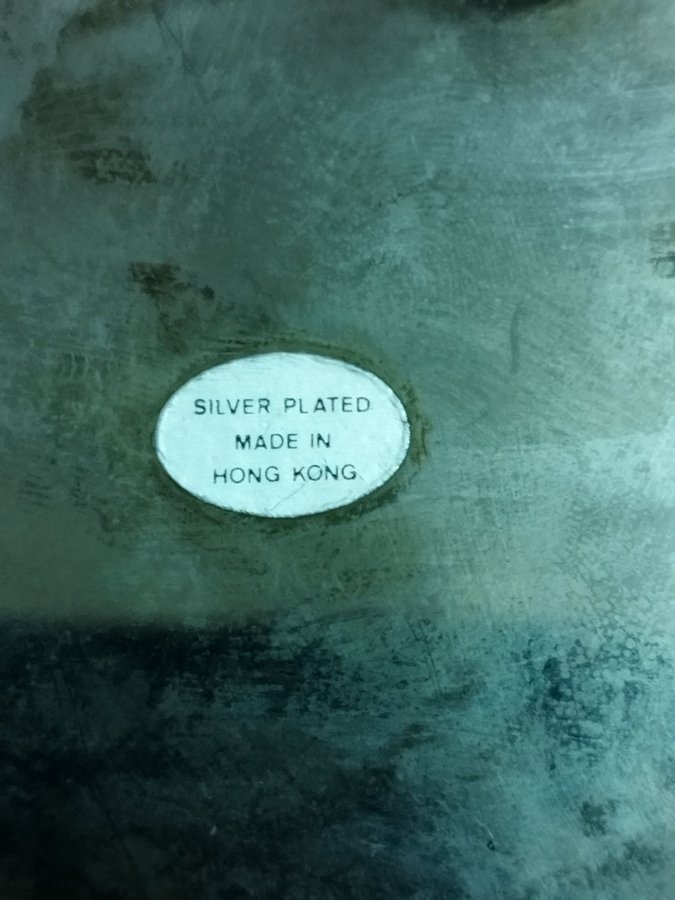 SILVER PLATED
MADE IN
HONG KONG